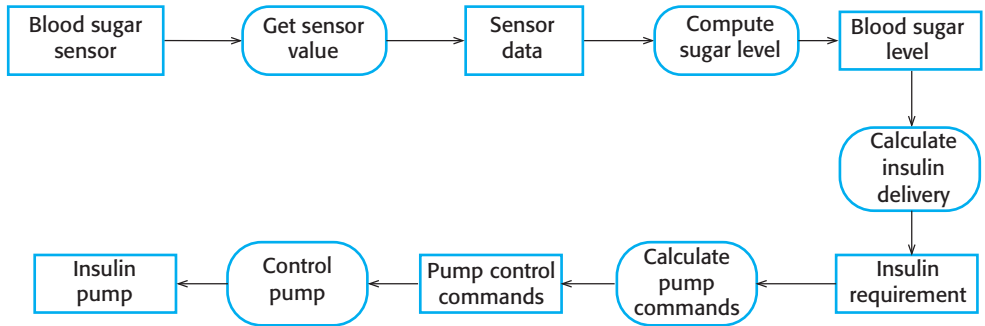 Blood sugar
sensor
Get sensor
value
Sensor
data
Compute
sugar level
Blood sugar
level
Calculate
insulin
delivery
Insulin
requirement
Calculate
pump
commands
Pump control
commands
Control
pump
Insulin
pump